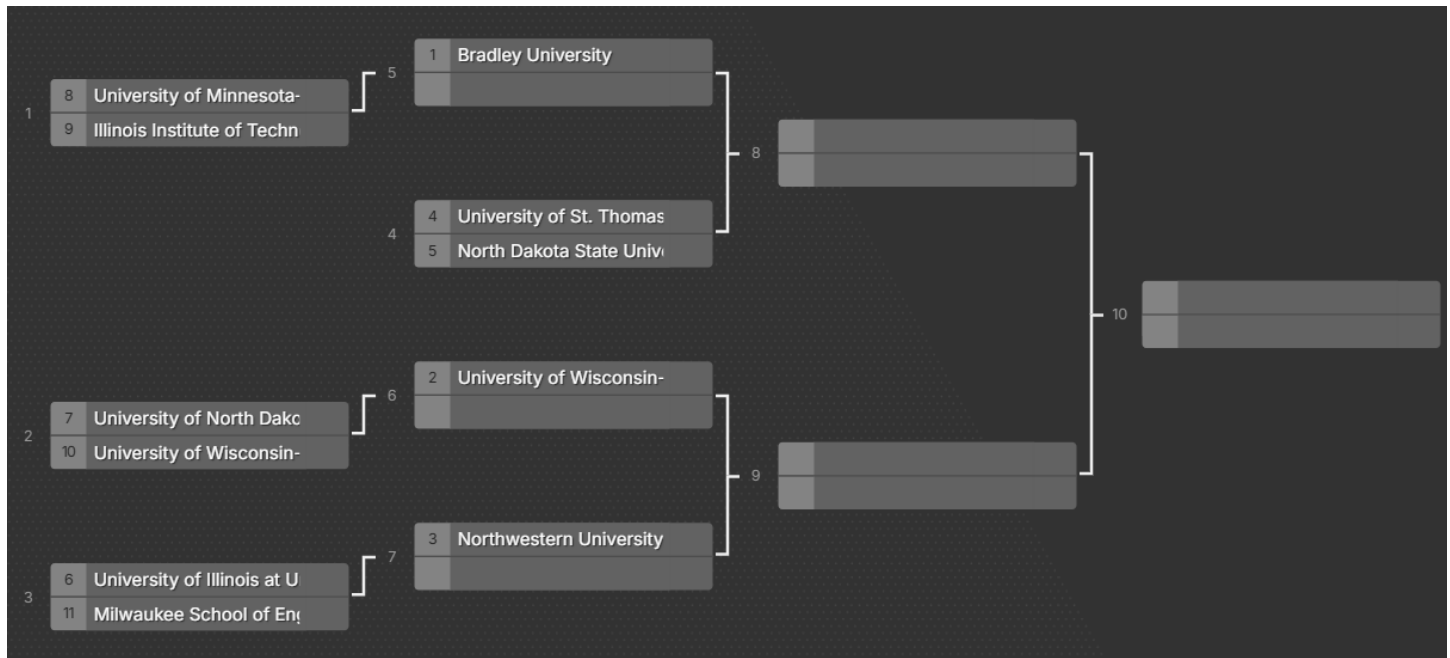 1
8 University of Minnesota-
9 Illinois Institute of Techn
5
1 Bradley University
4
4 University of St. Thomas
5 North Dakota State Univ
8
2
7 University of North Dakc
10 University of Wisconsin-
6
2 University of Wisconsin-
3
6 University of Illinois at U
11 Milwaukee School of Eng
7
3 Northwestern University
9
10